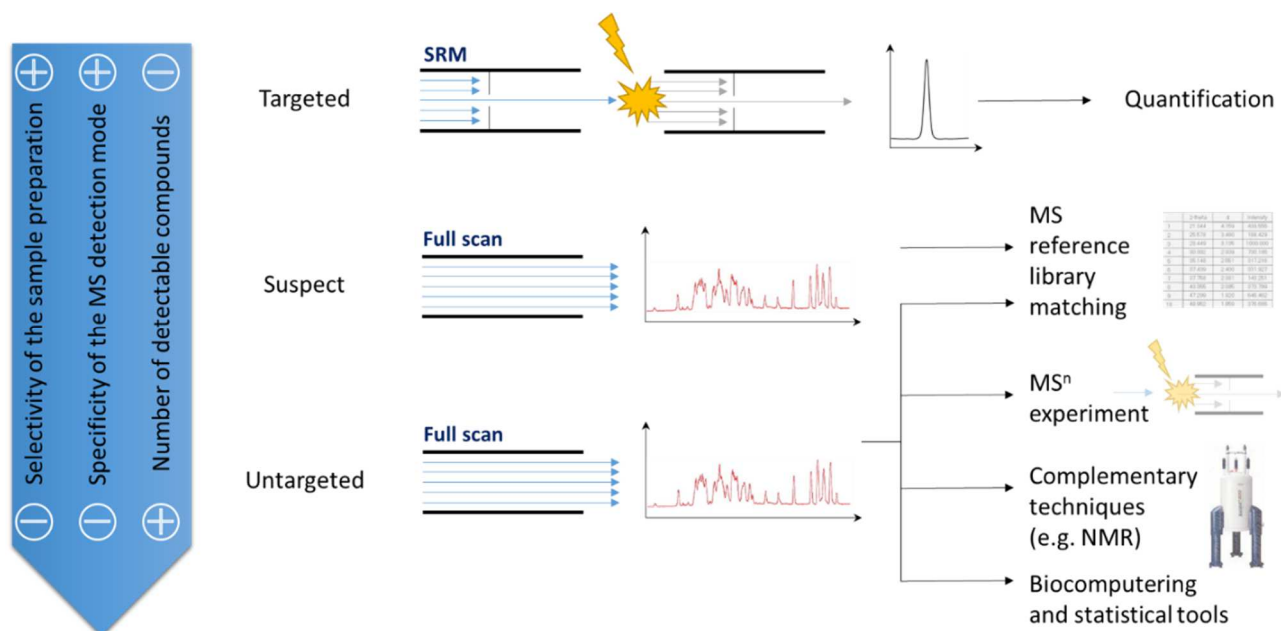 Selectivity of the sample preparation
Specificity of the MS detection mode
Number of detectable compounds
Targeted
SRM
Quantification
Suspect
Full scan
MS
reference
library
matching
Untargeted
Full scan
MSⁿ
experiment
Complementary
techniques
(e.g. NMR)
Biocomputering
and statistical tools